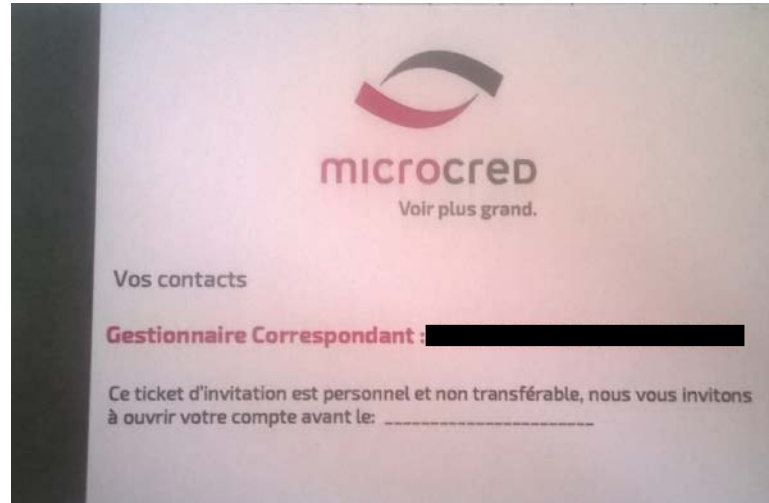 microcred
Voir plus grand.
Vos contacts
Gestionnaire Correspondant :
Ce ticket d'invitation est personnel et non transférable, nous vous invitons
à ouvrir votre compte avant le: _______________________